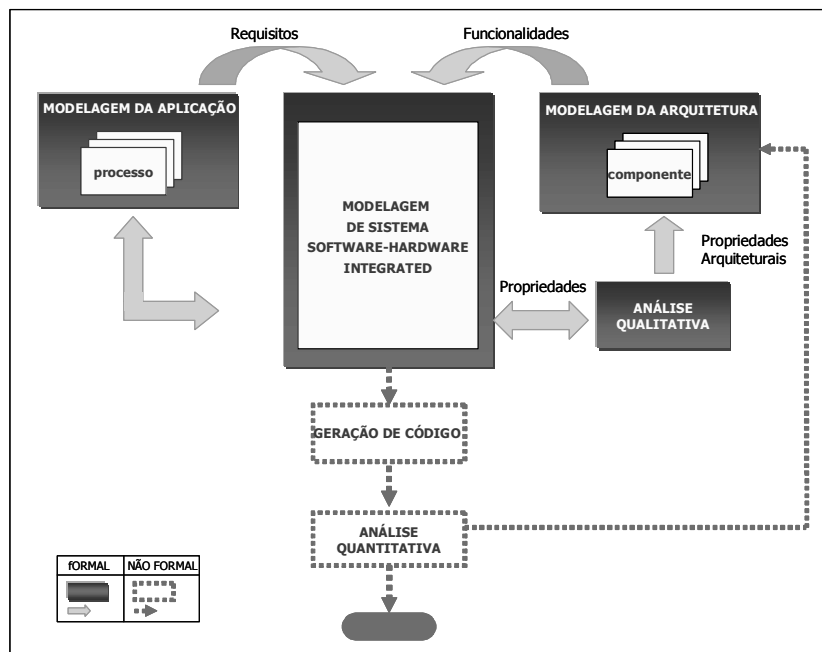 Requisitos
Funcionalidades
MODELAGEM DA APLICAÇÃO
processo
MODELAGEM
DE SISTEMA
SOFTWARE-HARDWARE
INTEGRATED
MODELAGEM DA ARQUITETURA
componente
Propriedades
Arquiteturais
Propriedades
ANÁLISE
QUALITATIVA
GERAÇÃO DE CÓDIGO
ANÁLISE
QUANTITATIVA
fORMAL
NÃO FORMAL